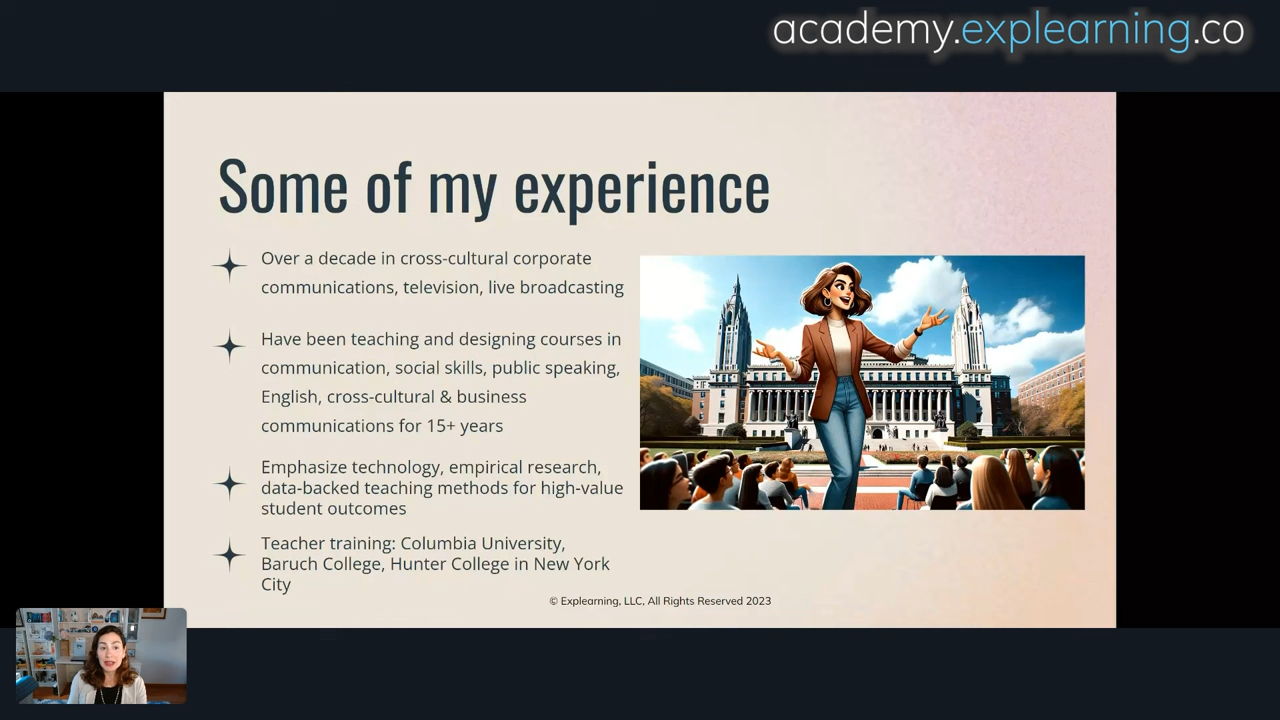 academy.explearning.co
Some of my experience
Over a decade in cross-cultural corporate
communications, television, live broadcasting
Have been teaching and designing courses in
communication, social skills, public speaking,
English, cross-cultural & business
communications for 15+ years
Emphasize technology, empirical research,
data-backed teaching methods for high-value
student outcomes
Teacher training: Columbia University,
Baruch College, Hunter College in New York
City
© Explearning, LLC, All Rights Reserved 2023